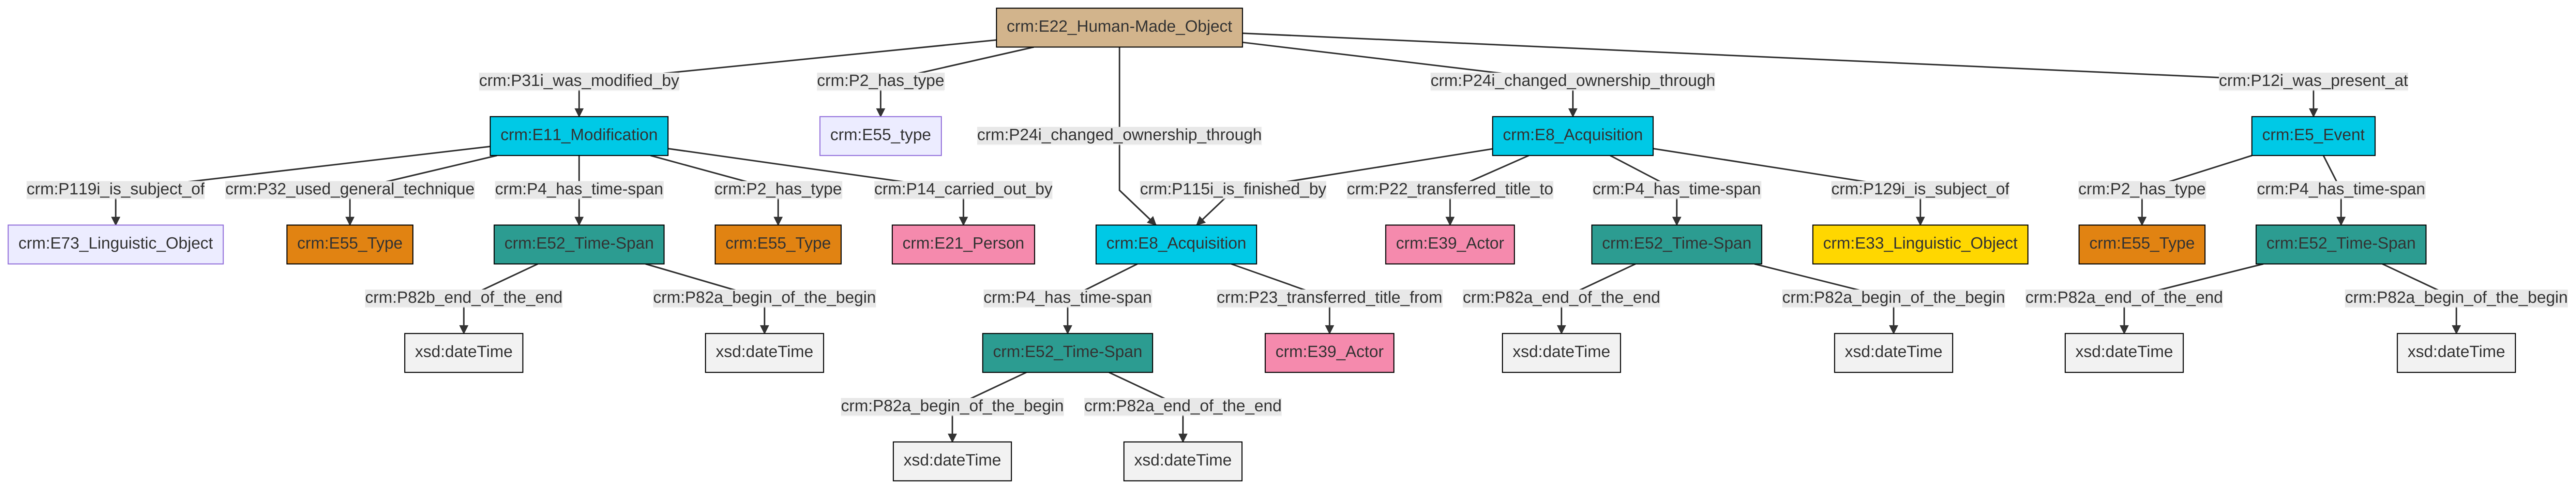 crm:E22_Human-Made_Object
crm:P31i_was_modified_by
crm:P2_has_type
crm:P24i_changed_ownership_through
crm:P12i_was_present_at
crm:E11_Modification
crm:E55_type
crm:P24i_changed_ownership_through
crm:E8_Acquisition
crm:E5_Event
crm:P119i_is_subject_of
crm:P32_used_general_technique
crm:P4_has_time-span
crm:P2_has_type
crm:P14_carried_out_by
crm:P115i_is_finished_by
crm:P22_transferred_title_to
crm:P4_has_time-span
crm:P129i_is_subject_of
crm:P2_has_type
crm:P4_has_time-span
crm:E73_Linguistic_Object
crm:E55_Type
crm:E52_Time-Span
crm:E55_Type
crm:E21_Person
crm:E8_Acquisition
crm:E39_Actor
crm:E52_Time-Span
crm:E33_Linguistic_Object
crm:E55_Type
crm:E52_Time-Span
crm:P82b_end_of_the_end
crm:P82a_begin_of_the_begin
crm:P4_has_time-span
crm:P23_transferred_title_from
crm:P82a_end_of_the_end
crm:P82a_begin_of_the_begin
crm:P82a_end_of_the_end
crm:P82a_begin_of_the_begin
xsd:dateTime
xsd:dateTime
crm:E52_Time-Span
crm:E39_Actor
xsd:dateTime
xsd:dateTime
xsd:dateTime
xsd:dateTime
crm:P82a_begin_of_the_begin
crm:P82a_end_of_the_end
xsd:dateTime
xsd:dateTime